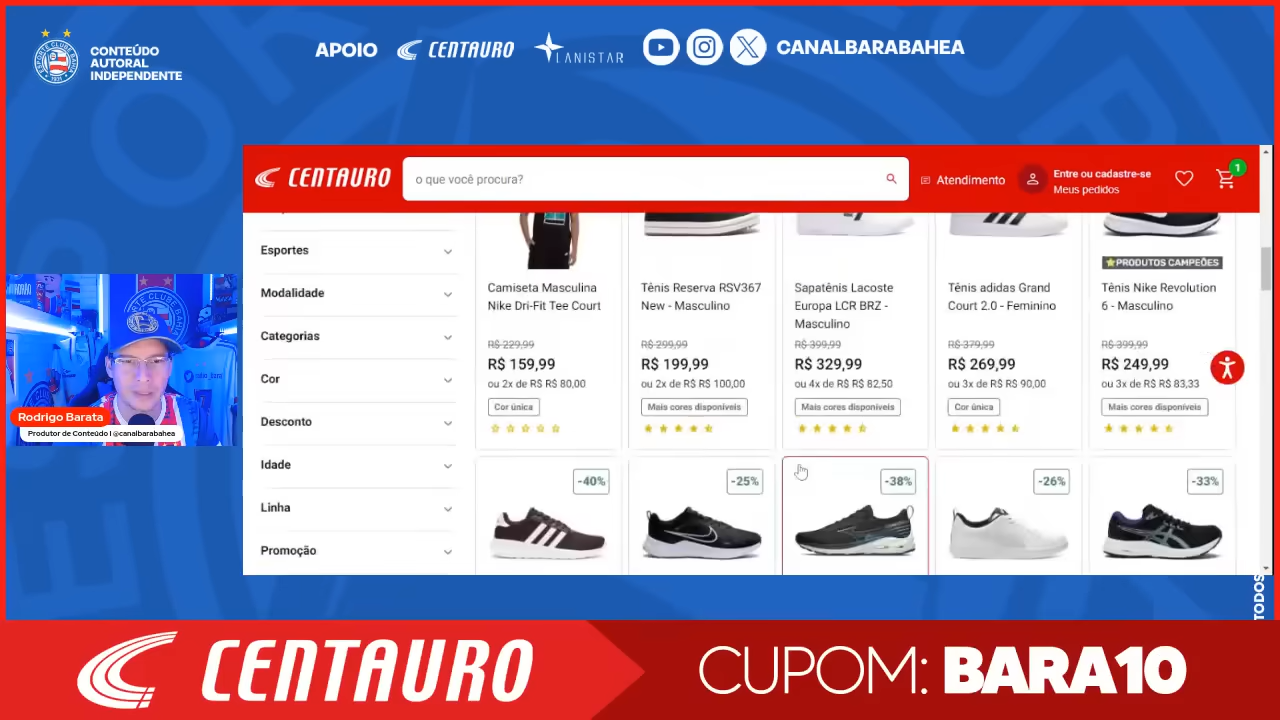 CONTEÚDO
AUTORAL
INDEPENDENTE
APOIO
CENTAURO
LANISTAR
CANALBARABAHEA
CENTAURO
o que você procura?
Atendimento
Entre ou cadastre-se
Meus pedidos
1
Esportes
Modalidade
Categorias
Cor
Desconto
Idade
Linha
Promoção
Camiseta Masculina
Nike Dri-Fit Tee Court
R$ 229,99
R$ 159,99
ou 2x de R$ R$ 80,00
Cor única
Tênis Reserva RSV367
New - Masculino
R$ 299,99
R$ 199,99
ou 2x de R$ R$ 100,00
Mais cores disponíveis
Sapatênis Lacoste
Europa LCR BRZ -
Masculino
R$ 399,99
R$ 329,99
ou 4x de R$ R$ 82,50
Mais cores disponíveis
Tênis adidas Grand
Court 2.0 - Feminino
R$ 379,99
R$ 269,99
ou 3x de R$ R$ 90,00
Cor única
PRODUTOS CAMPEÕES
Tênis Nike Revolution
6 - Masculino
R$ 399,99
R$ 249,99
ou 3x de R$ R$ 83,33
Mais cores disponíveis
-40%
-25%
-38%
-26%
-33%
Rodrigo Barata
Produtor de Conteúdo | @canalbarabahea
TODOS
CENTAURO
CUPOM: BARA10